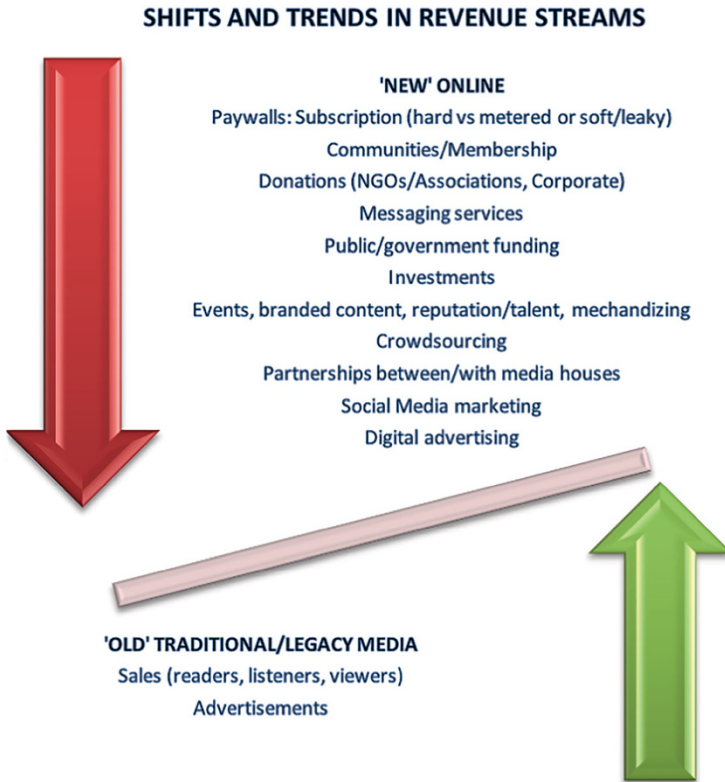 SHIFTS AND TRENDS IN REVENUE STREAMS
'NEW' ONLINE
Paywalls: Subscription (hard vs metered or soft/leaky)
Communities/Membership
Donations (NGOs/Associations, Corporate)
Messaging services
Public/government funding
Investments
Events, branded content, reputation/talent, mechandizing
Crowdsourcing
Partnerships between/with media houses
Social Media marketing
Digital advertising
'OLD' TRADITIONAL/LEGACY MEDIA
Sales (readers, listeners, viewers)
Advertisements